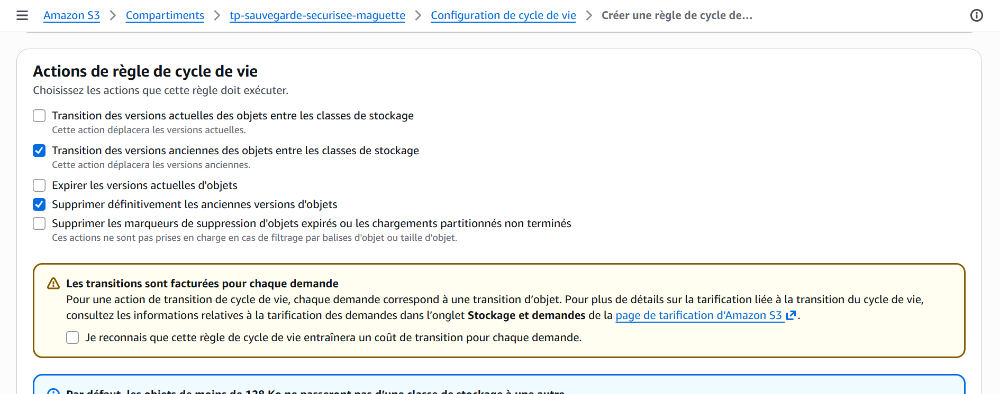 Amazon S3 > Compartiments > tp-sauvegarde-securisee-maguette > Configuration de cycle de vie > Créer une règle de cycle de...
Actions de règle de cycle de vie
Choisissez les actions que cette règle doit exécuter.
Transition des versions actuelles des objets entre les classes de stockage
Cette action déplacera les versions actuelles.
Transition des versions anciennes des objets entre les classes de stockage
Cette action déplacera les versions anciennes.
Expirer les versions actuelles d'objets
Supprimer définitivement les anciennes versions d'objets
Supprimer les marqueurs de suppression d'objets expirés ou les chargements partitionnés non terminés
Ces actions ne sont pas prises en charge en cas de filtrage par balises d'objet ou taille d'objet.
Les transitions sont facturées pour chaque demande
Pour une action de transition de cycle de vie, chaque demande correspond à une transition d’objet. Pour plus de détails sur la tarification liée à la transition du cycle de vie,
consultez les informations relatives à la tarification des demandes dans l’onglet Stockage et demandes de la page de tarification d’Amazon S3.
Je reconnais que cette règle de cycle de vie entraînera un coût de transition pour chaque demande.
Par défaut, les objets de moins de 128 Ko ne passeront pas d’une classe de stockage à une autre